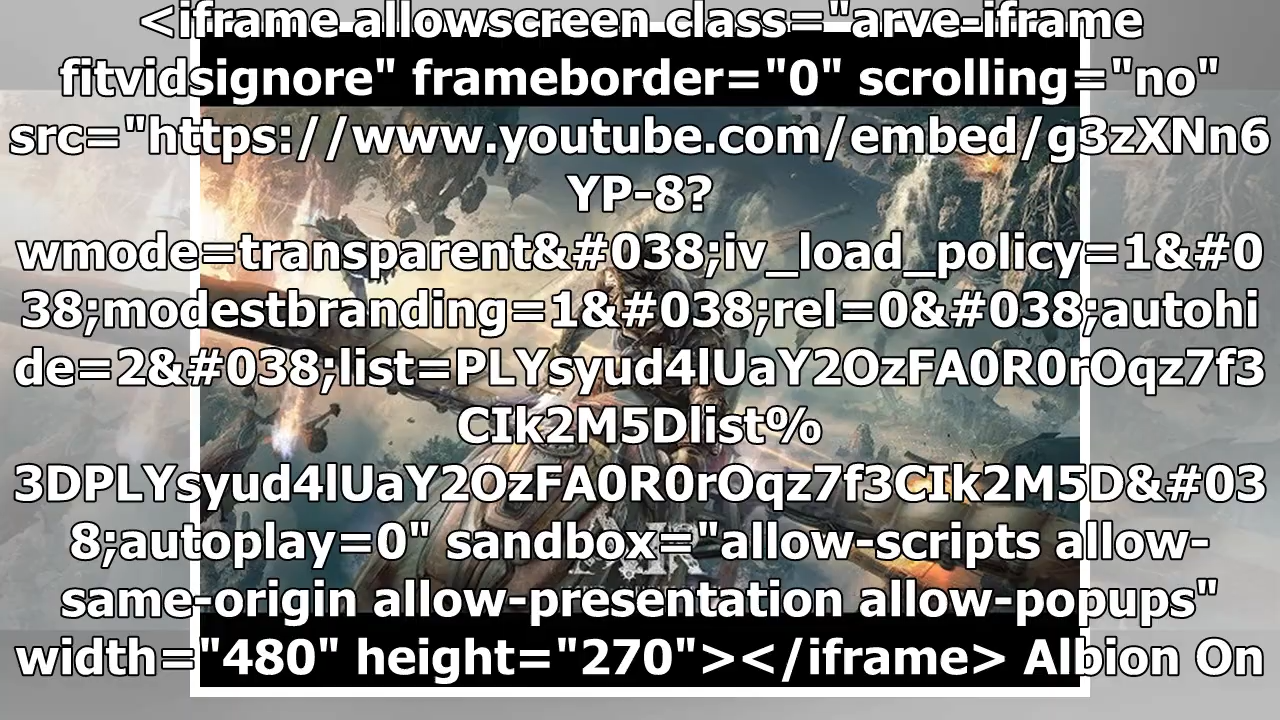 <iframe allowscreen class="arve-iframe
fitvidsignore" frameborder="0" scrolling="no"
src="https://www.youtube.com/embed/g3zXNn6
YP-8?
wmode=transparent&#038;iv_load_policy=1&#0
38;modestbranding=1&#038;rel=0&#038;autohi
de=2&#038;list=PLYsyud4lUaY2OzFA0R0rOqz7f3
CIk2M5Dlist%
3DPLYsyud4lUaY2OzFA0R0rOqz7f3CIk2M5D&#03
8;autoplay=0" sandbox="allow-scripts allow-
same-origin allow-presentation allow-popups"
width="480" height="270"></iframe> Albion On
AIR